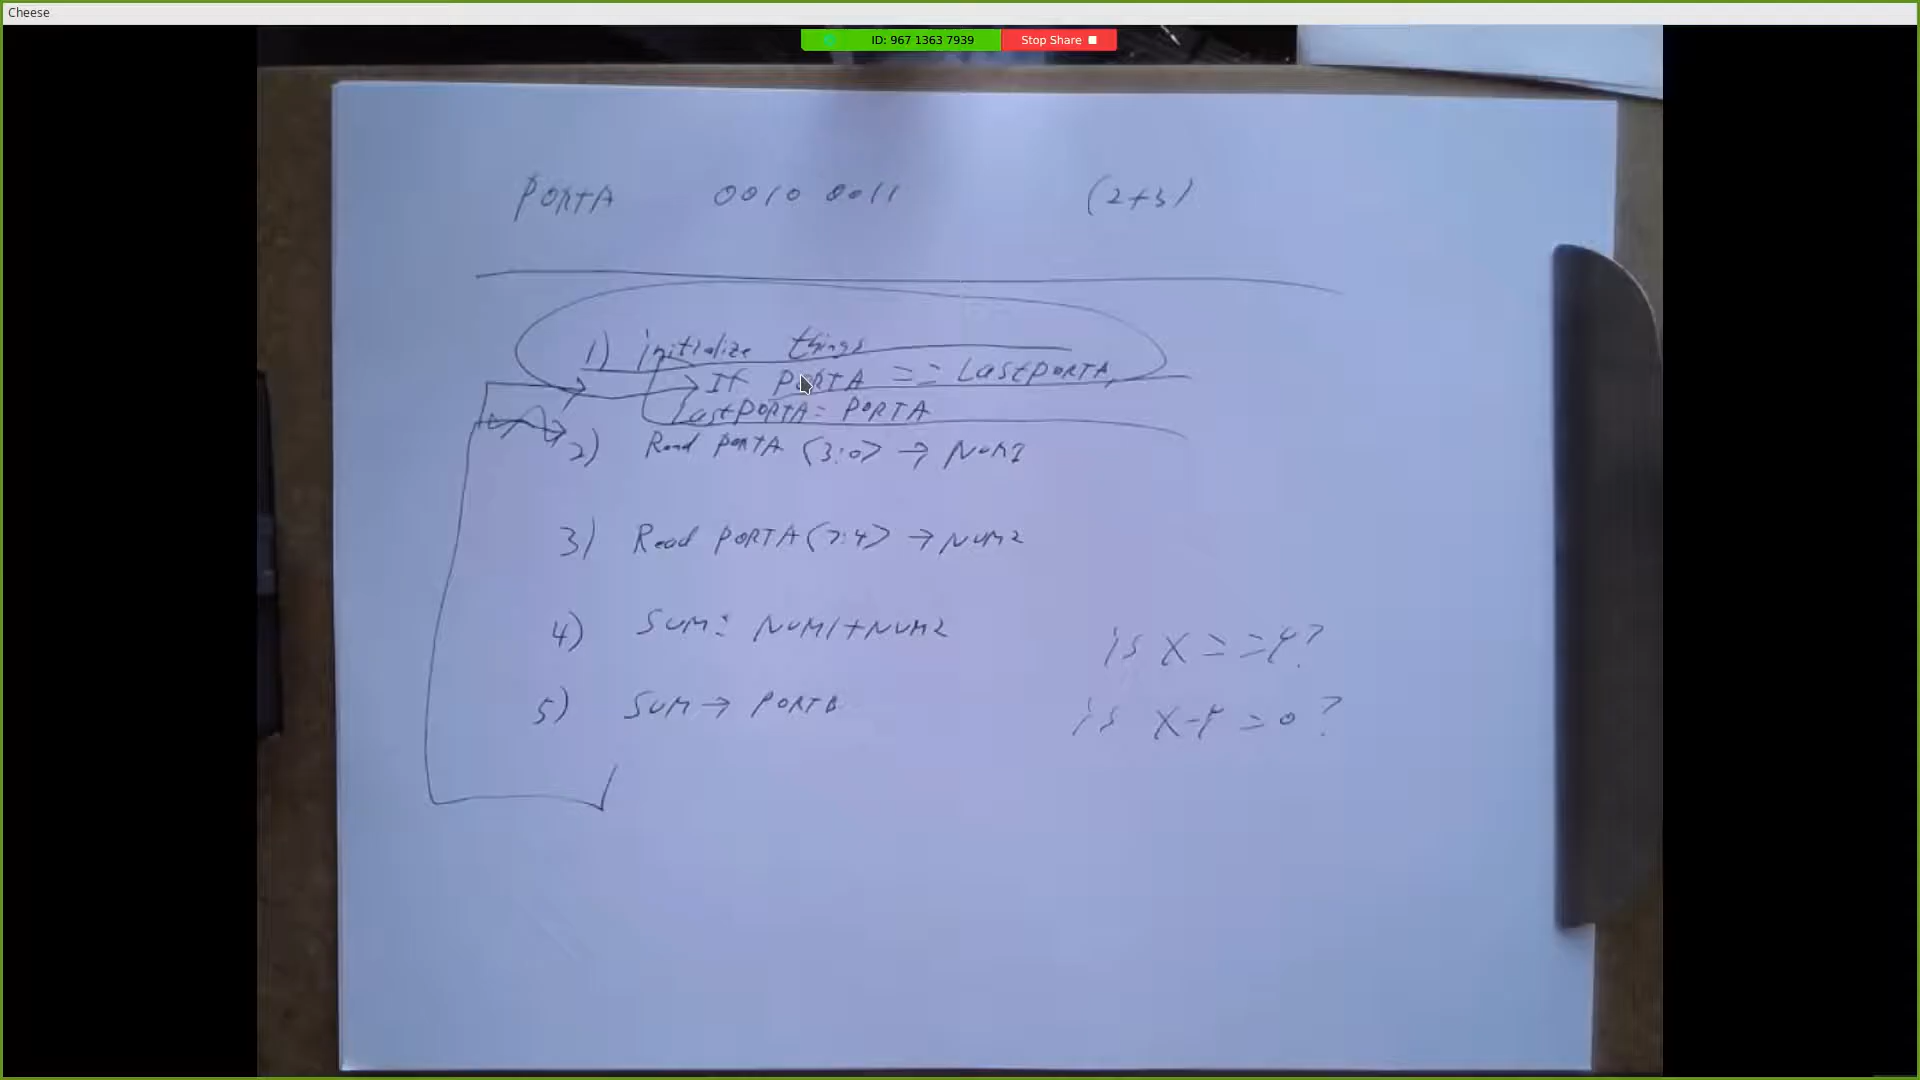 Cheese
ID: 967 1363 7939 Stop Share
PORTA 0010 0011 (2+3)
1) initialize things
If PORTA == LastPORTA,
LastPORTA = PORTA
2) Read PORTA (3:0) → NUM1
3) Read PORTA (7:4) → NUM2
4) SUM = NUM1+NUM2
is X == Y?
5) SUM → PORTB
is X-Y = 0?